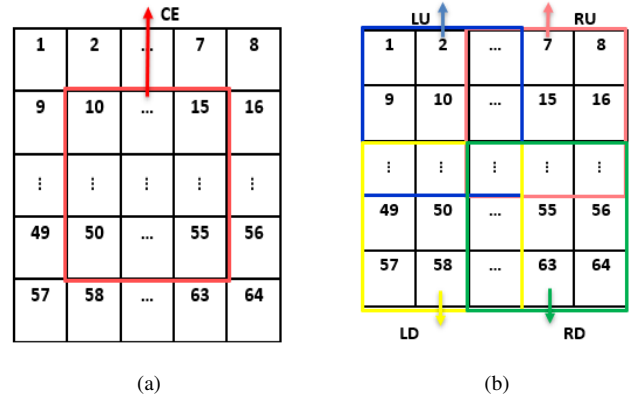 CE
1 2 ... 7 8
9 10 ... 15 16
⋮ ⋮ ⋮ ⋮ ⋮
49 50 ... 55 56
57 58 ... 63 64
(a)
LU RU
1 2 ... 7 8
9 10 ... 15 16
⋮ ⋮ ⋮ ⋮ ⋮
49 50 ... 55 56
57 58 ... 63 64
LD RD
(b)